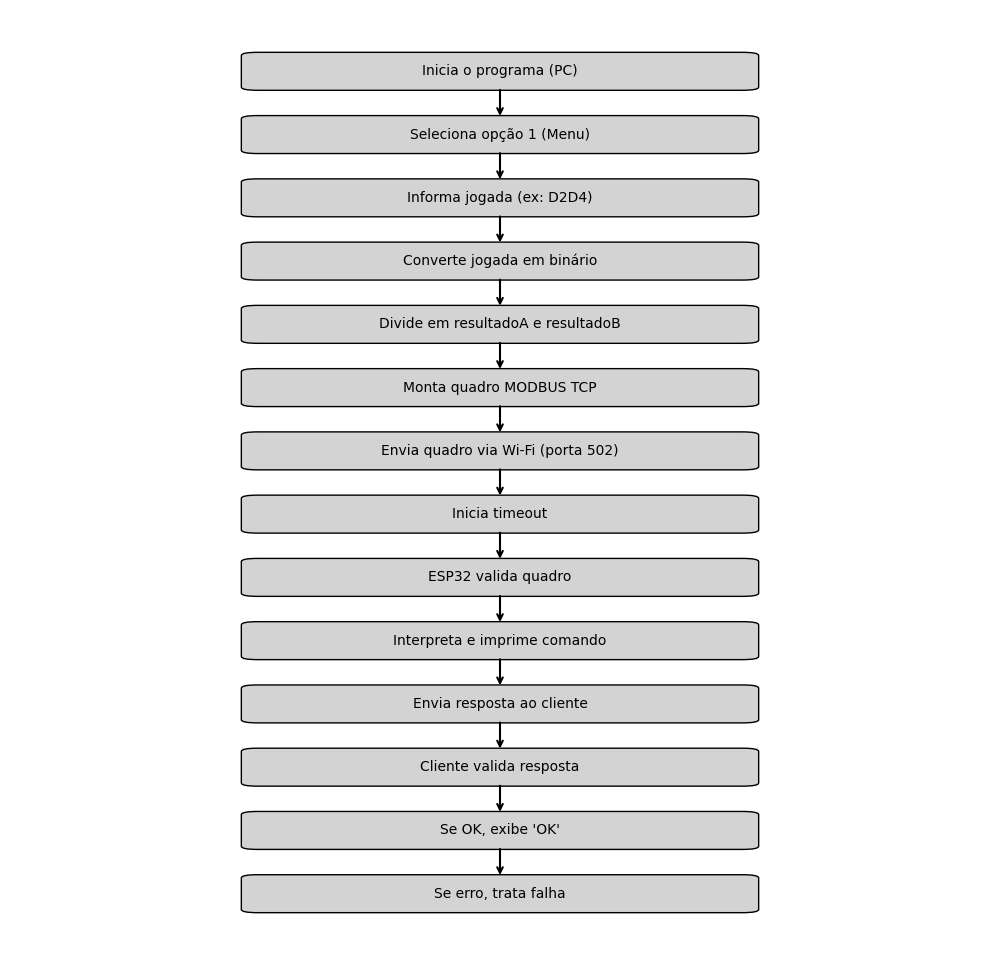 Inicia o programa (PC)
Seleciona opção 1 (Menu)
Informa jogada (ex: D2D4)
Converte jogada em binário
Divide em resultadoA e resultadoB
Monta quadro MODBUS TCP
Envia quadro via Wi-Fi (porta 502)
Inicia timeout
ESP32 valida quadro
Interpreta e imprime comando
Envia resposta ao cliente
Cliente valida resposta
Se OK, exibe 'OK'
Se erro, trata falha